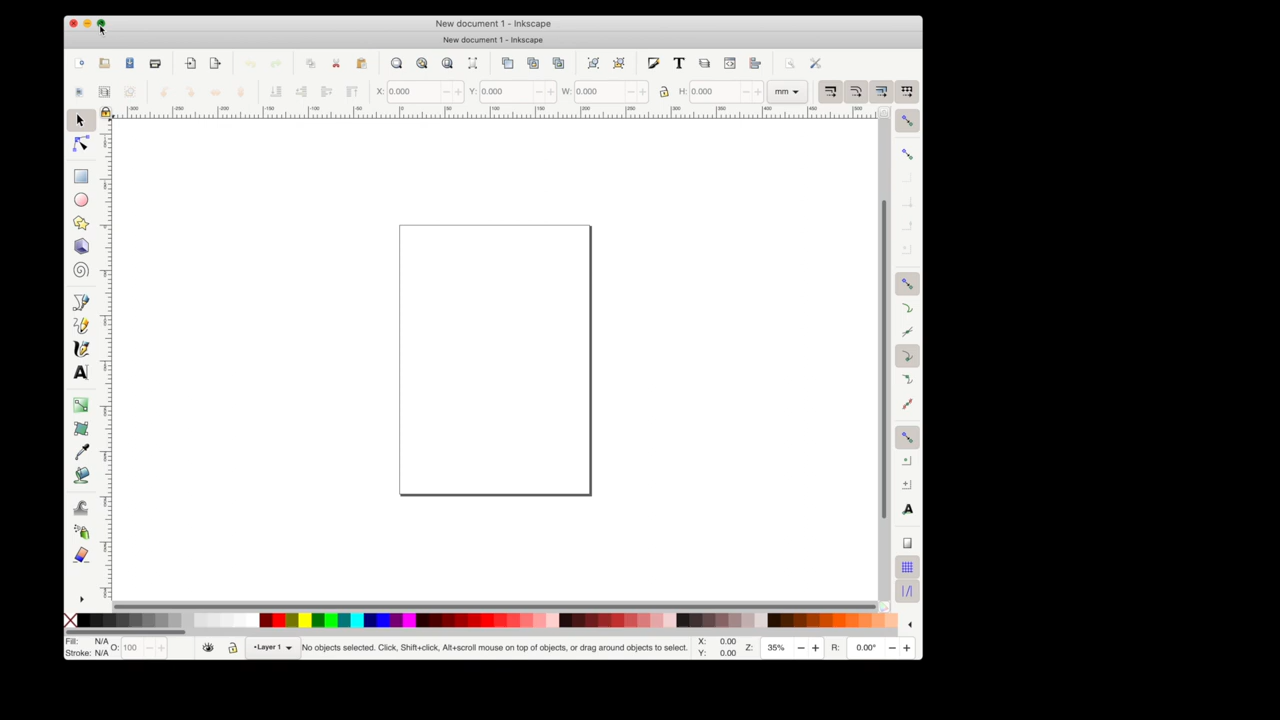 New document 1 - Inkscape
New document 1 - Inkscape
X: 0.000 Y: 0.000 W: 0.000 H: 0.000 mm
Fill: N/A O: 100 •Layer 1 No objects selected. Click, Shift+click, Alt+scroll mouse on top of objects, or drag around objects to select. X: 0.00 Z: 35% R: 0.00°
Stroke: N/A Y: 0.00